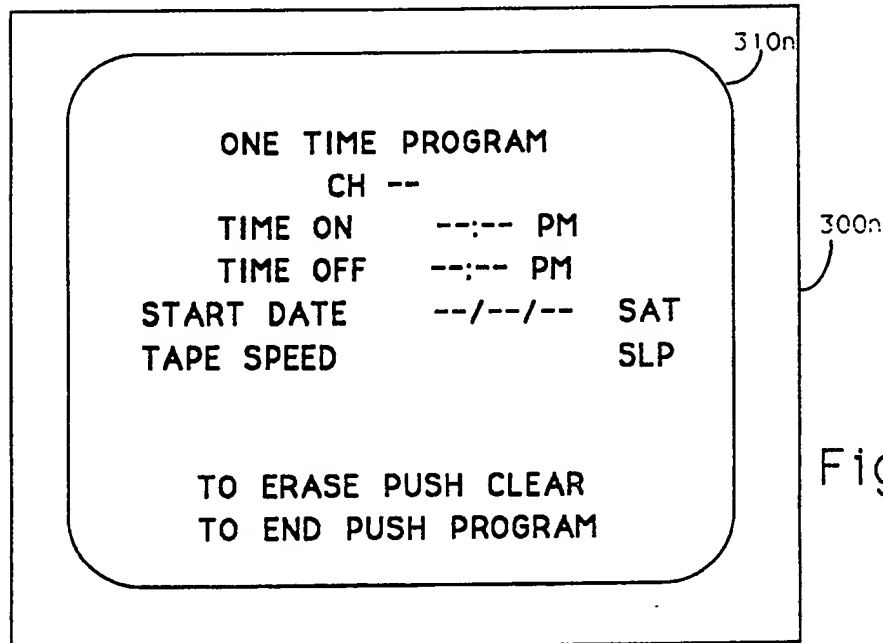 310n
ONE TIME PROGRAM
CH --
TIME ON --:-- PM
300n
TIME OFF --:-- PM
START DATE --/--/-- SAT
TAPE SPEED SLP
TO ERASE PUSH CLEAR
TO END PUSH PROGRAM